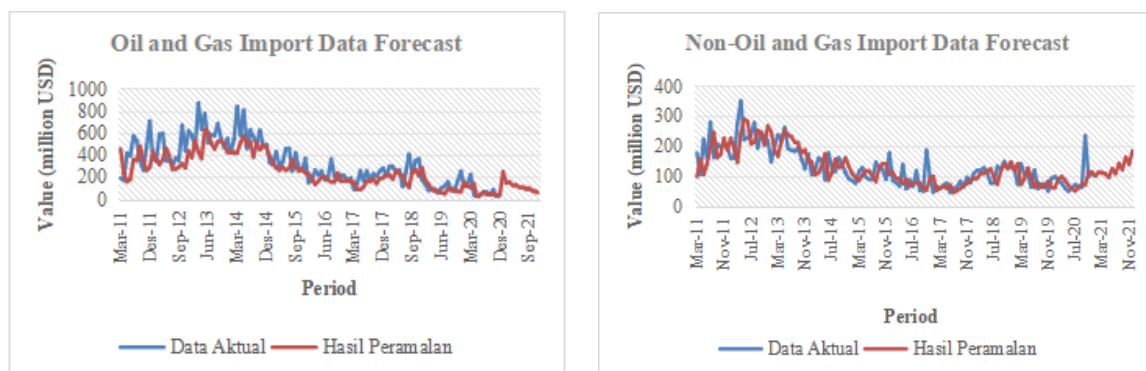 Oil and Gas Import Data Forecast
Value (million USD)
1000
800
600
400
200
0
Mar-11
Des-11
Sep-12
Jun-13
Mar-14
Des-14
Sep-15
Jun-16
Mar-17
Des-17
Sep-18
Jun-19
Mar-20
Des-20
Sep-21
Period
Data Aktual
Hasil Peramalan
Non-Oil and Gas Import Data Forecast
Value (million USD)
400
300
200
100
0
Mar-11
Nov-11
Jul-12
Mar-13
Nov-13
Jul-14
Mar-15
Nov-15
Jul-16
Mar-17
Nov-17
Jul-18
Mar-19
Nov-19
Jul-20
Mar-21
Nov-21
Period
Data Aktual
Hasil Peramalan